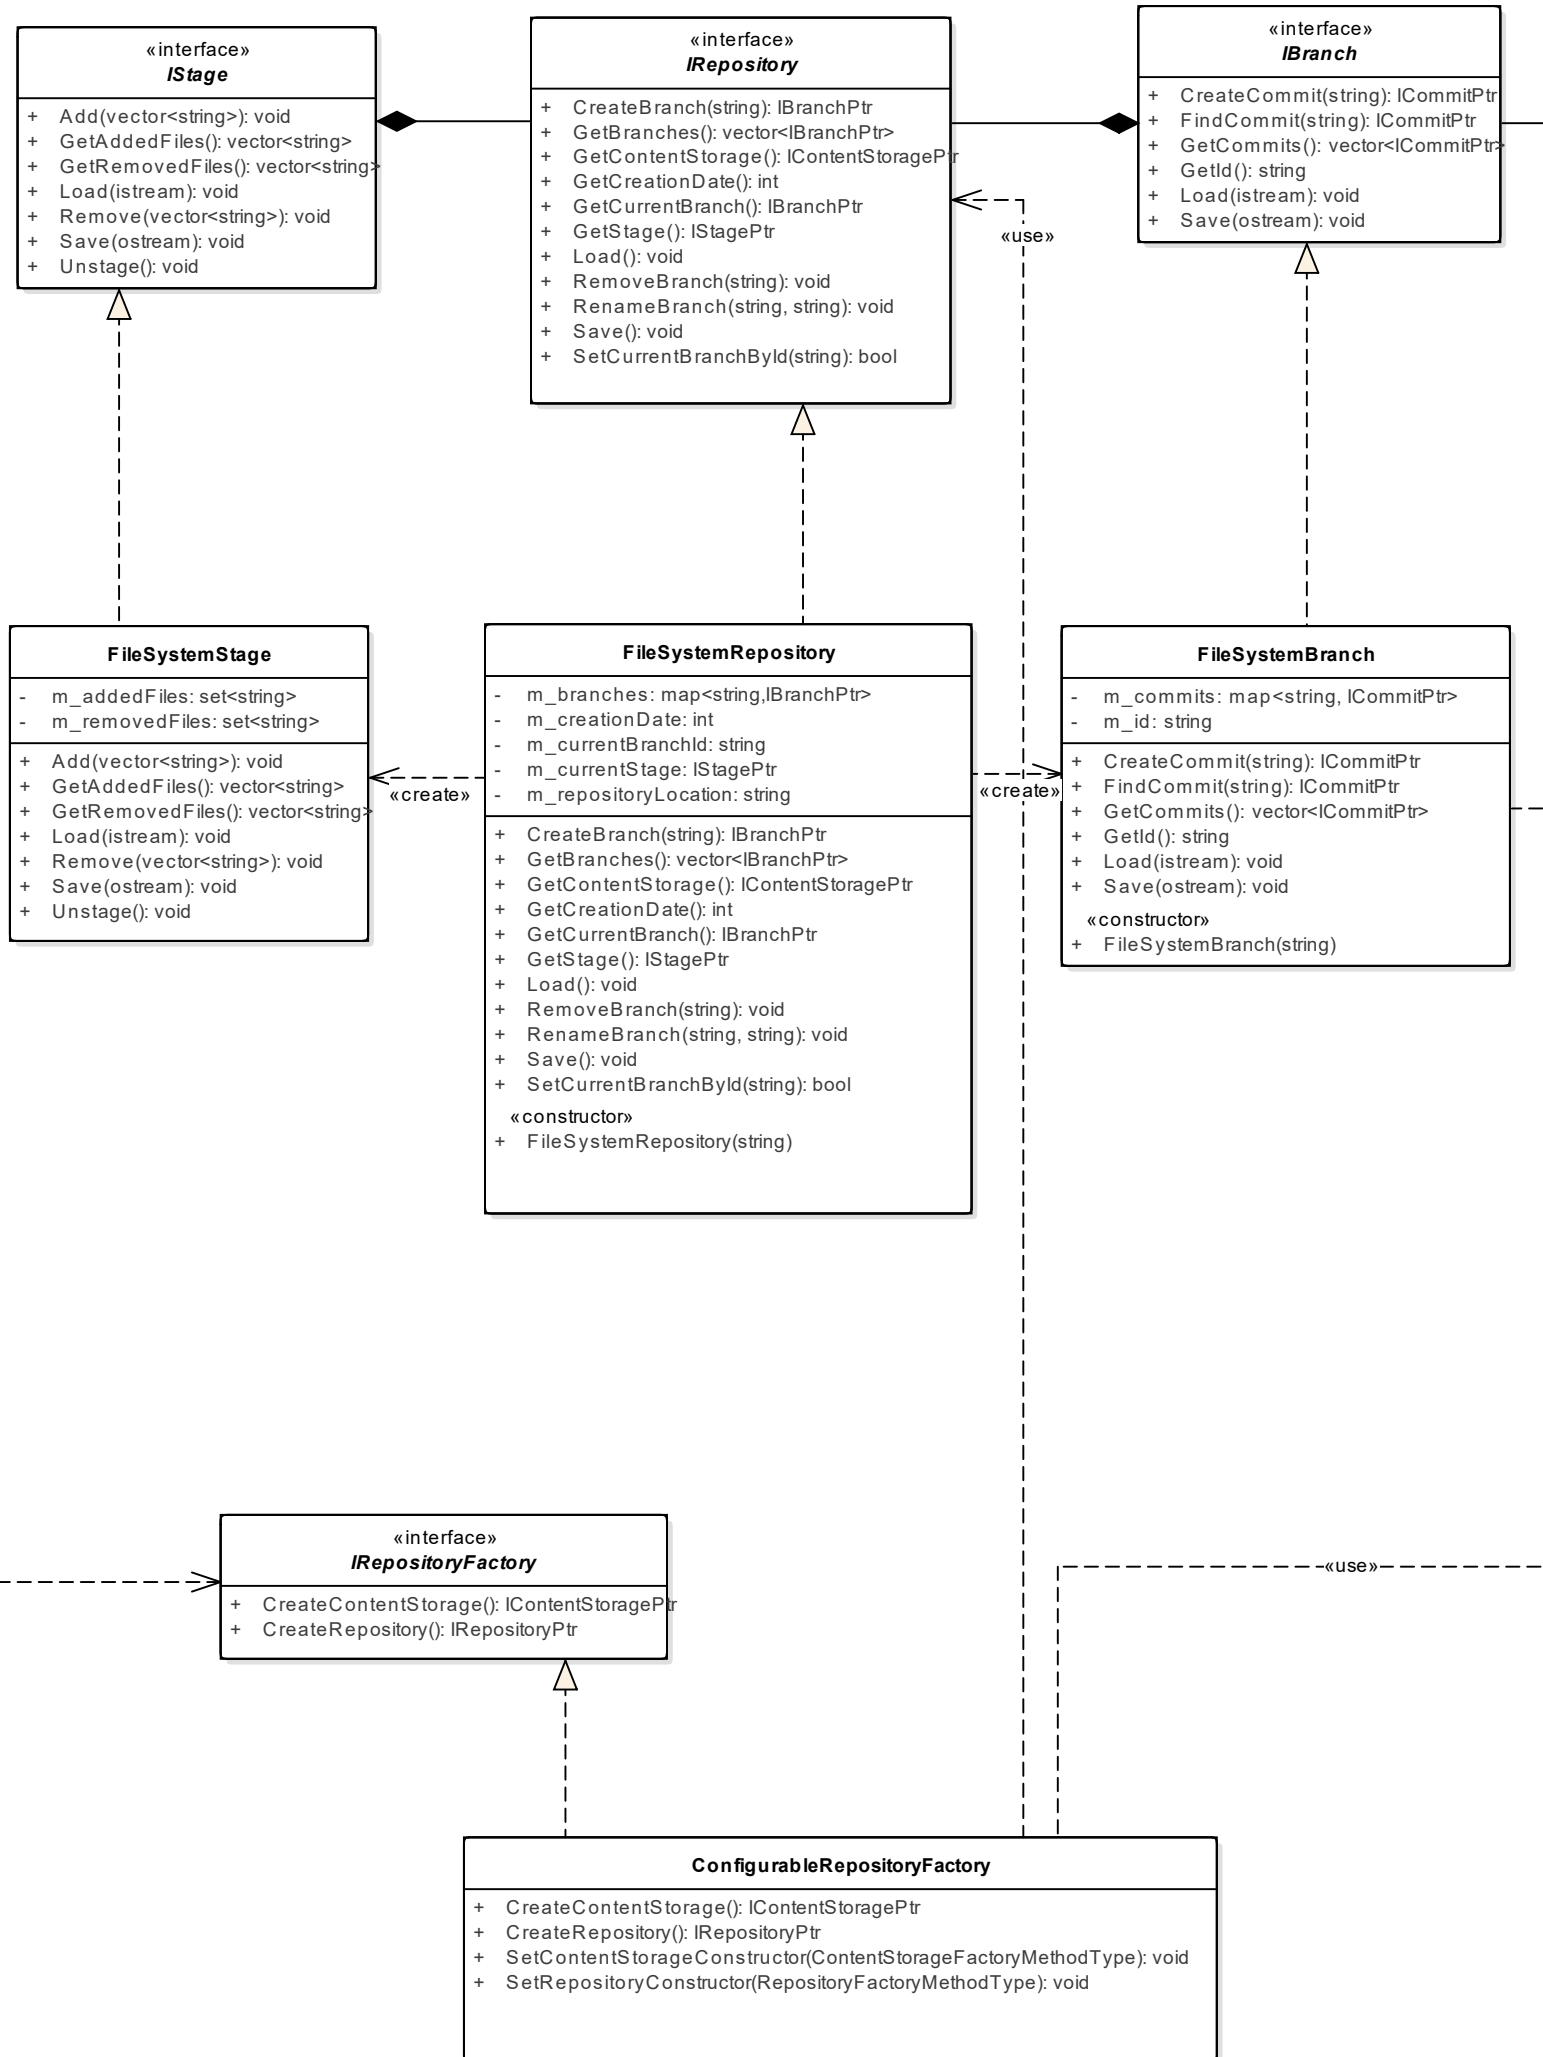 «interface»
IStage
+ Add(vector<string>): void
+ GetAddedFiles(): vector<string>
+ GetRemovedFiles(): vector<string>
+ Load(istream): void
+ Remove(vector<string>): void
+ Save(ostream): void
+ Unstage(): void
«interface»
IRepository
+ CreateBranch(string): IBranchPtr
+ GetBranches(): vector<IBranchPtr>
+ GetContentStorage(): IContentStoragePtr
+ GetCreationDate(): int
+ GetCurrentBranch(): IBranchPtr
+ GetStage(): IStagePtr
+ Load(): void
+ RemoveBranch(string): void
+ RenameBranch(string, string): void
+ Save(): void
+ SetCurrentBranchById(string): bool
«interface»
IBranch
+ CreateCommit(string): ICommitPtr
+ FindCommit(string): ICommitPtr
+ GetCommits(): vector<ICommitPtr>
+ GetId(): string
+ Load(istream): void
+ Save(ostream): void
«use»
FileSystemStage
- m_addedFiles: set<string>
- m_removedFiles: set<string>
+ Add(vector<string>): void
+ GetAddedFiles(): vector<string>
+ GetRemovedFiles(): vector<string>
+ Load(istream): void
+ Remove(vector<string>): void
+ Save(ostream): void
+ Unstage(): void
«create»
FileSystemRepository
- m_branches: map<string,IBranchPtr>
- m_creationDate: int
- m_currentBranchId: string
- m_currentStage: IStagePtr
- m_repositoryLocation: string
+ CreateBranch(string): IBranchPtr
+ GetBranches(): vector<IBranchPtr>
+ GetContentStorage(): IContentStoragePtr
+ GetCreationDate(): int
+ GetCurrentBranch(): IBranchPtr
+ GetStage(): IStagePtr
+ Load(): void
+ RemoveBranch(string): void
+ RenameBranch(string, string): void
+ Save(): void
+ SetCurrentBranchById(string): bool
«constructor»
+ FileSystemRepository(string)
«create»
FileSystemBranch
- m_commits: map<string, ICommitPtr>
- m_id: string
+ CreateCommit(string): ICommitPtr
+ FindCommit(string): ICommitPtr
+ GetCommits(): vector<ICommitPtr>
+ GetId(): string
+ Load(istream): void
+ Save(ostream): void
«constructor»
+ FileSystemBranch(string)
«interface»
IRepositoryFactory
+ CreateContentStorage(): IContentStoragePtr
+ CreateRepository(): IRepositoryPtr
«use»
ConfigurableRepositoryFactory
+ CreateContentStorage(): IContentStoragePtr
+ CreateRepository(): IRepositoryPtr
+ SetContentStorageConstructor(ContentStorageFactoryMethodType): void
+ SetRepositoryConstructor(RepositoryFactoryMethodType): void